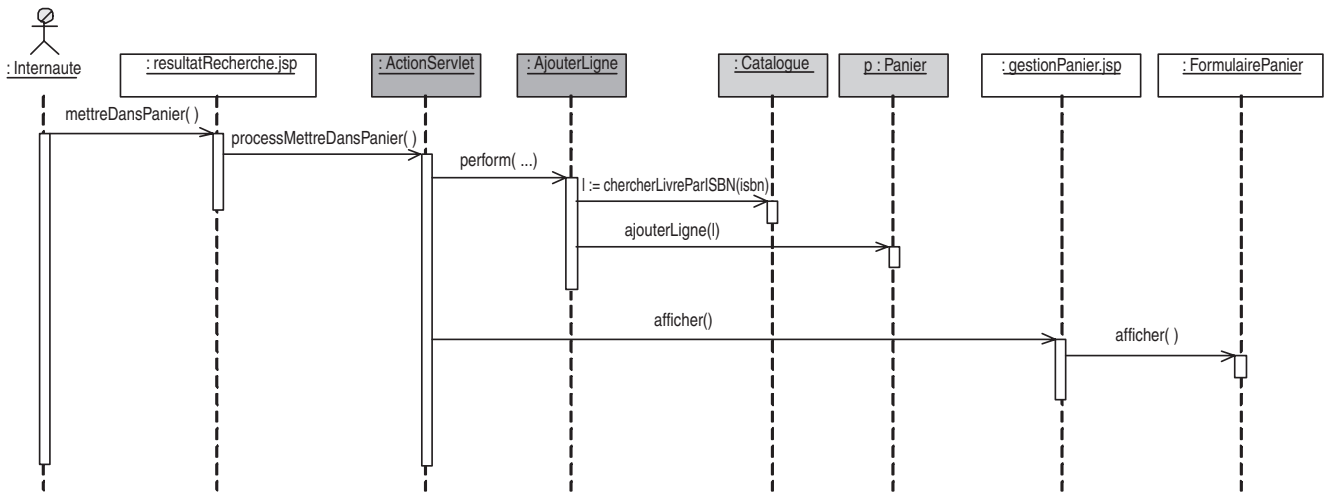 : Internaute
: resultatRecherche.jsp
: ActionServlet
: AjouterLigne
: Catalogue
p : Panier
: gestionPanier.jsp
: FormulairePanier
mettreDansPanier( )
processMettreDansPanier( )
perform( ...)
l := chercherLivreParISBN(isbn)
ajouterLigne(l)
afficher()
afficher( )